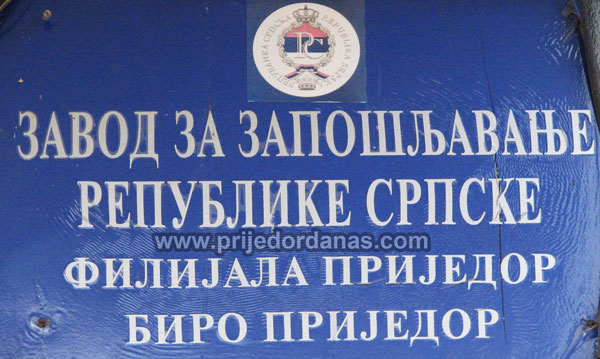 ЗАВОД ЗА ЗАПОШЉАВАЊЕ
РЕПУБЛИКЕ СРПСКЕ
www.prijedordanas.com
ФИЛИЈАЛА ПРИЈЕДОР
БИРО ПРИЈЕДОР